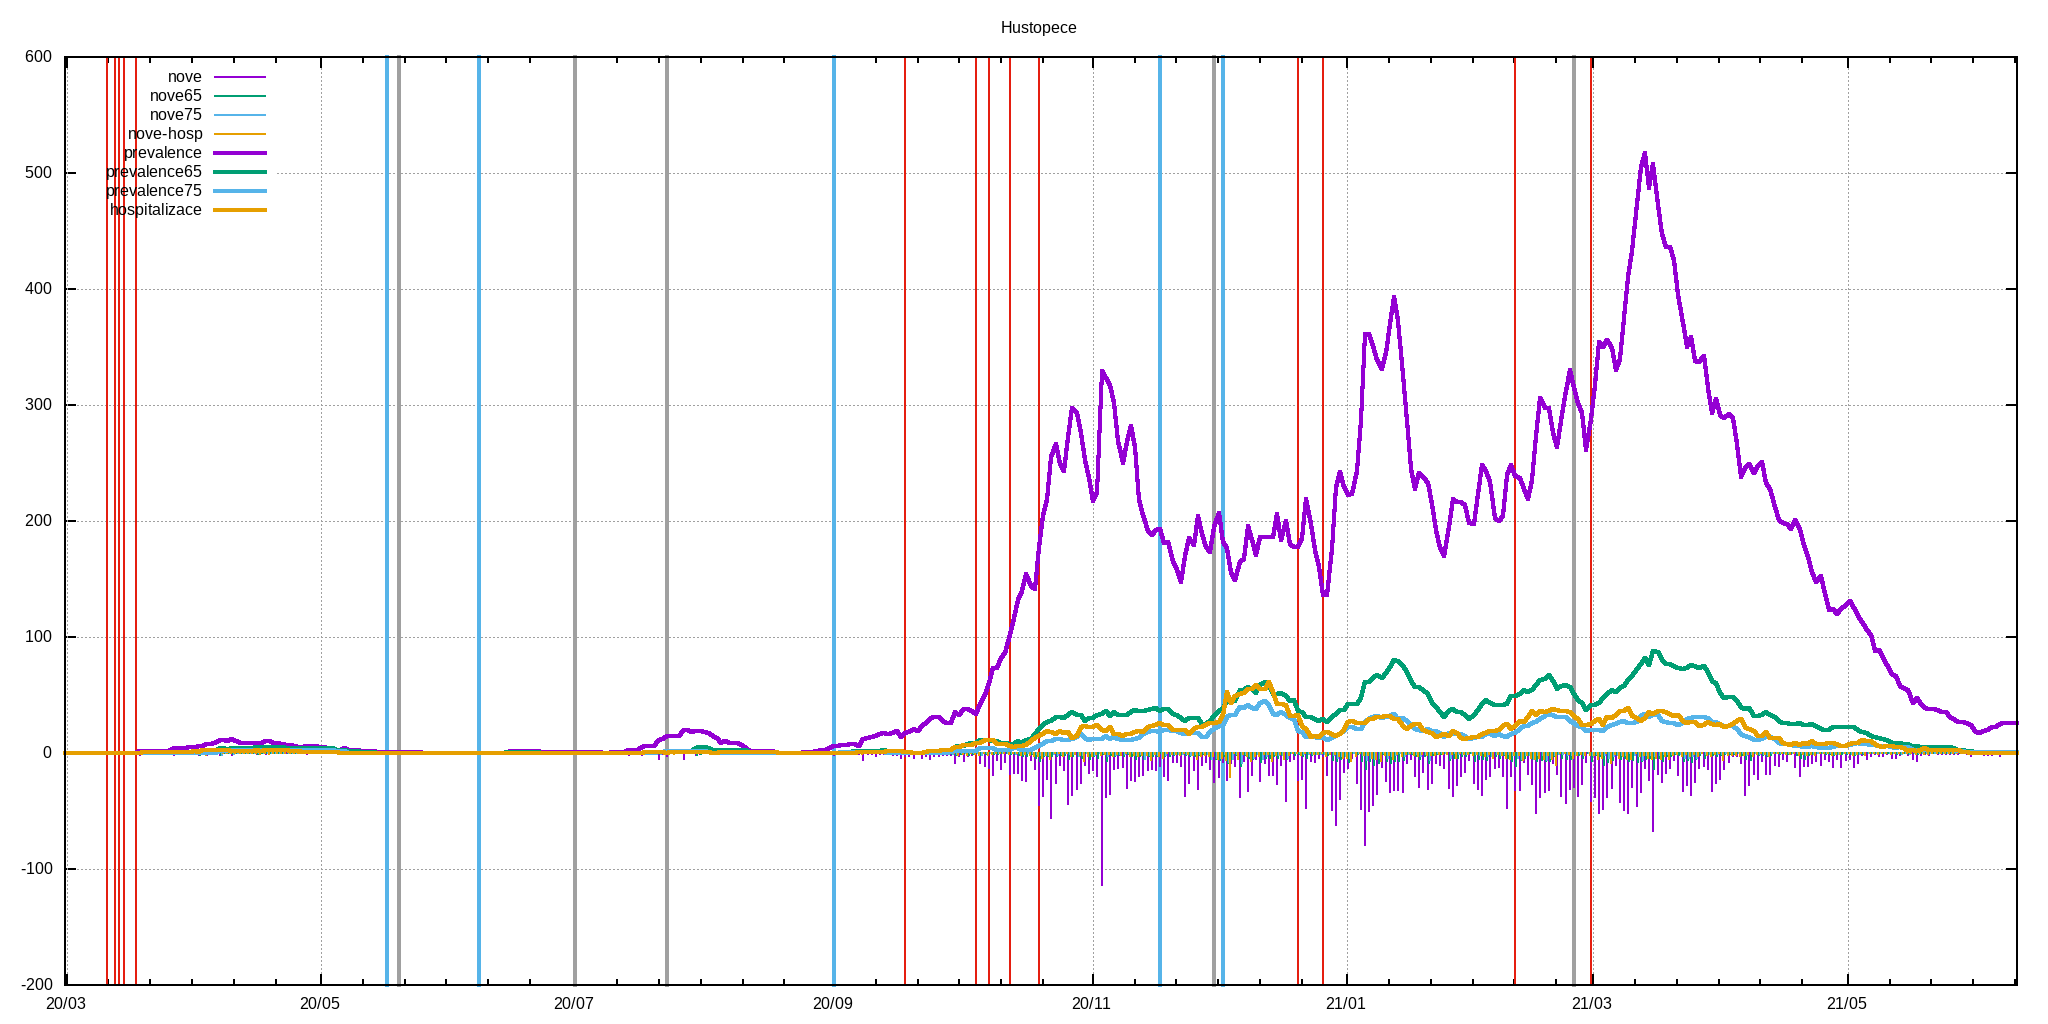 Hustopece
600
500
400
300
200
100
0
-100
-200
nove
nove65
nove75
nove-hosp
prevalence
prevalence65
prevalence75
hospitalizace
20/03 20/05 20/07 20/09 20/11 21/01 21/03 21/05